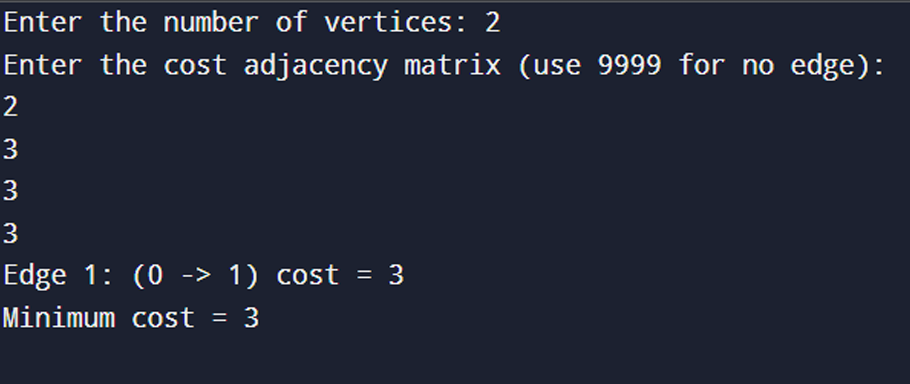 Enter the number of vertices: 2
Enter the cost adjacency matrix (use 9999 for no edge):
2
3
3
3
Edge 1: (0 -> 1) cost = 3
Minimum cost = 3